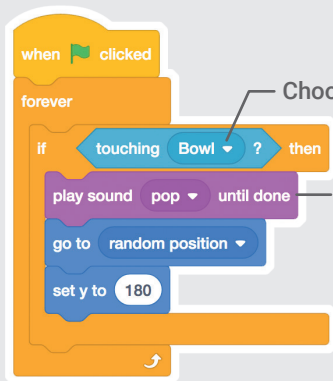 when clicked
Choo
forever
if touching Bowl ? then
play sound pop until done
go to random position
set y to 180